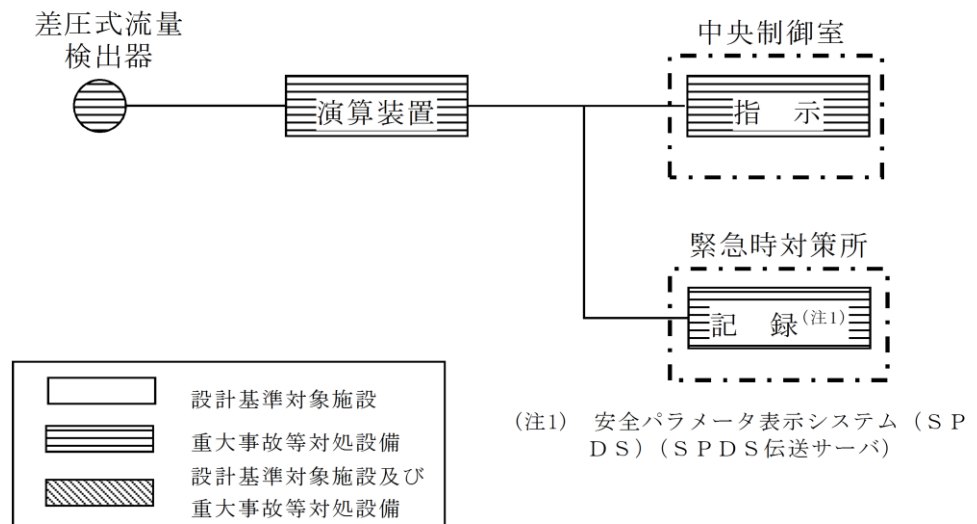 差圧式流量
検出器
演算装置
中央制御室
指　示
緊急時対策所
記　録(注1)
設計基準対象施設
重大事故等対処設備
設計基準対象施設及び
重大事故等対処設備
(注1)　安全パラメータ表示システム（ＳＰ
ＤＳ）（ＳＰＤＳ伝送サーバ）